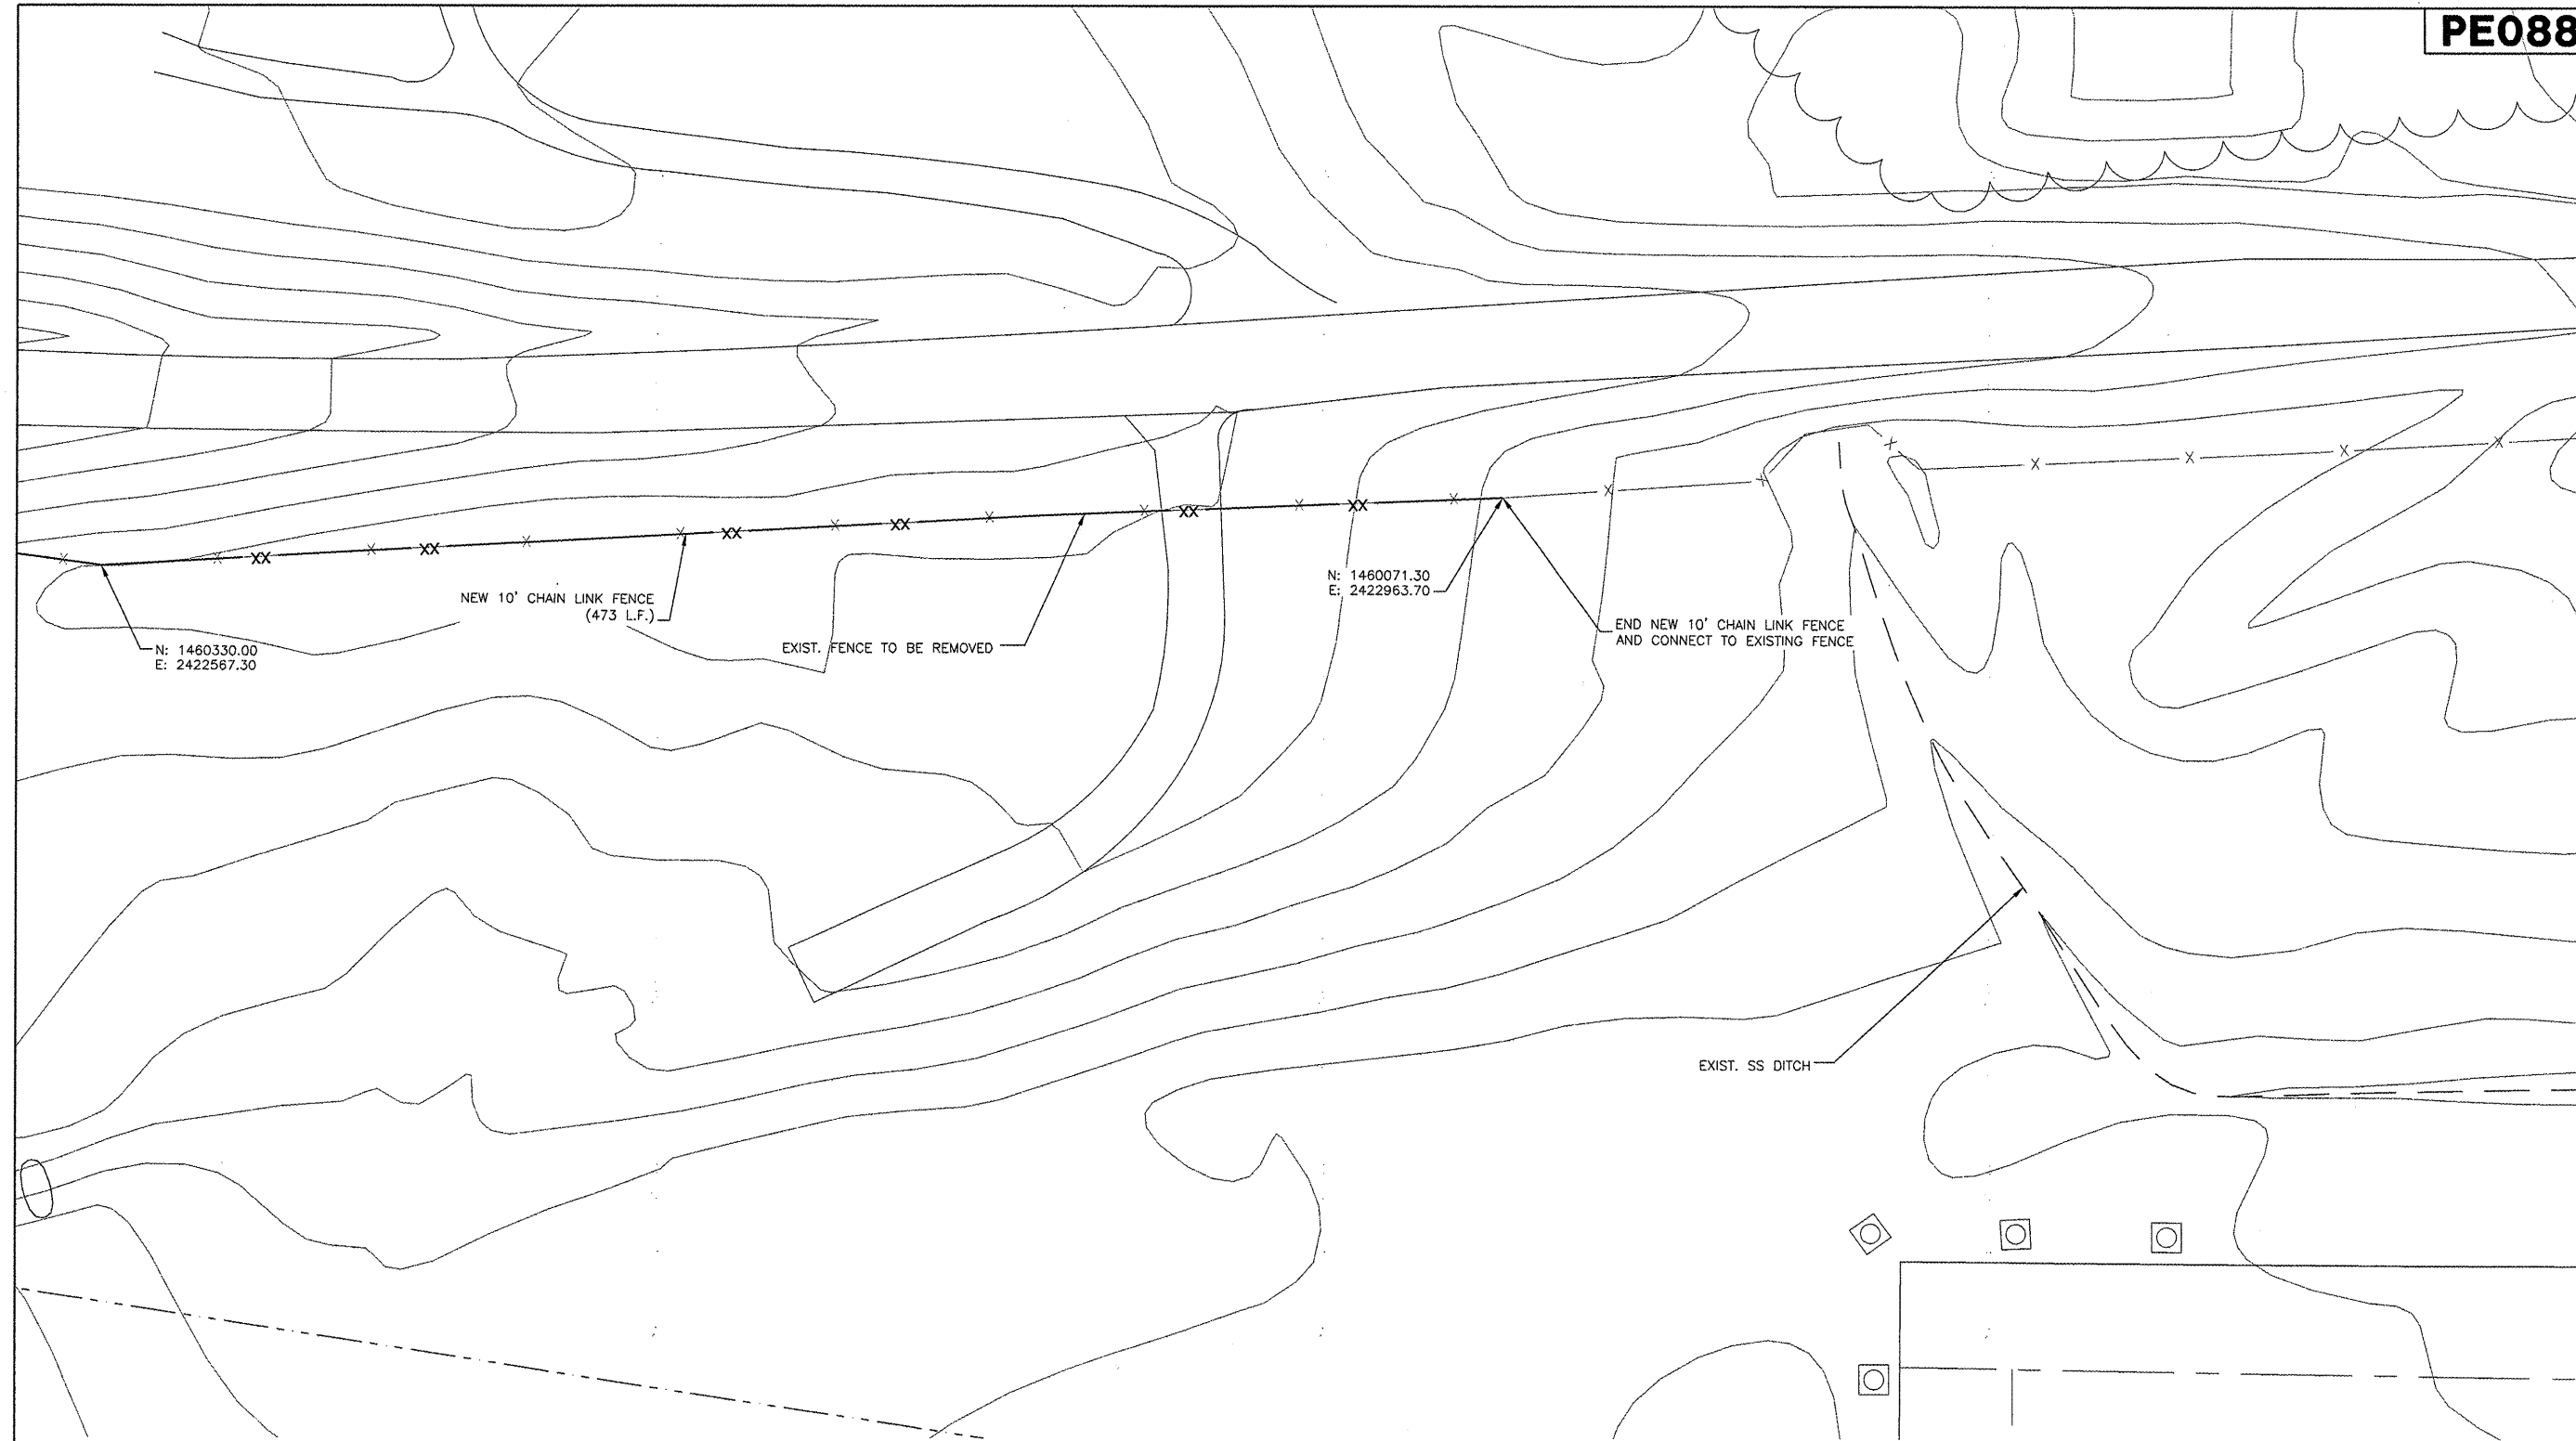 PE088
N: 1460330.00
E: 2422567.30
NEW 10' CHAIN LINK FENCE
(473 L.F.)
EXIST. FENCE TO BE REMOVED
N: 1460071.30
E: 2422963.70
END NEW 10' CHAIN LINK FENCE
AND CONNECT TO EXISTING FENCE
EXIST. SS DITCH